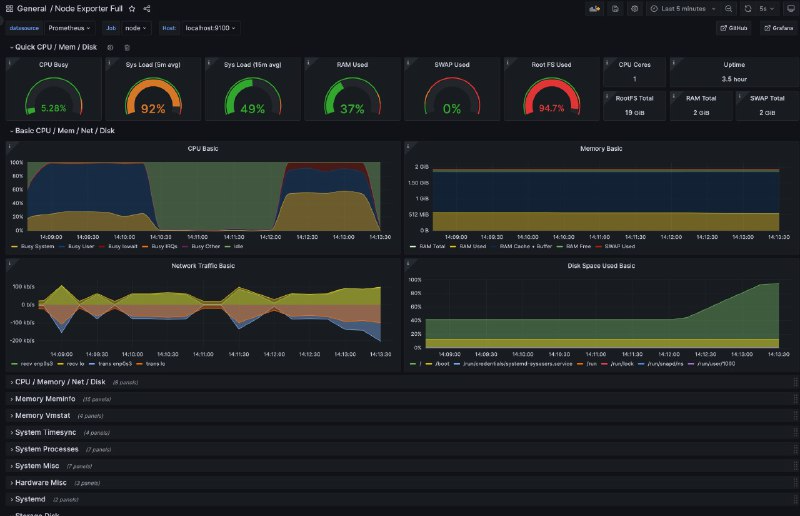 General / Node Exporter Full
Last 5 minutes
5s
datasource Prometheus Job node Host: localhost:9100 GitHub Grafana
Quick CPU / Mem / Disk
CPU Busy
5.28%
Sys Load (5m avg)
92%
Sys Load (15m avg)
49%
RAM Used
37%
SWAP Used
0%
Root FS Used
94.7%
CPU Cores
1
Uptime
3.5 hour
RootFS Total
19 GiB
RAM Total
2 GiB
SWAP Total
2 GiB
Basic CPU / Mem / Net / Disk
CPU Basic
100%
80%
60%
40%
20%
0%
14:09:00 14:09:30 14:10:00 14:10:30 14:11:00 14:11:30 14:12:00 14:12:30 14:13:00 14:13:30
Busy System Busy User Busy Iowait Busy IRQs Busy Other Idle
Memory Basic
2 GiB
1.50 GiB
1 GiB
512 MiB
0 B
14:09:00 14:09:30 14:10:00 14:10:30 14:11:00 14:11:30 14:12:00 14:12:30 14:13:00 14:13:30
RAM Total RAM Used RAM Cache + Buffer RAM Free SWAP Used
Network Traffic Basic
100 kb/s
0 b/s
-100 kb/s
-200 kb/s
14:09:00 14:09:30 14:10:00 14:10:30 14:11:00 14:11:30 14:12:00 14:12:30 14:13:00 14:13:30
recv enp0s3 recv lo trans enp0s3 trans lo
Disk Space Used Basic
100%
80%
60%
40%
20%
0%
14:09:00 14:09:30 14:10:00 14:10:30 14:11:00 14:11:30 14:12:00 14:12:30 14:13:00 14:13:30
/ /boot /run/credentials/systemd-sysusers.service /run /run/lock /run/snapd/ns /run/user/1000
CPU / Memory / Net / Disk (8 panels)
Memory Meminfo (15 panels)
Memory Vmstat (4 panels)
System Timesync (4 panels)
System Processes (7 panels)
System Misc (7 panels)
Hardware Misc (3 panels)
Systemd (2 panels)
Storage Disk